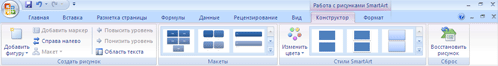 Работа с рисунками SmartArt
Главная Вставка Разметка страницы Формулы Данные Рецензирование Вид Конструктор Формат
Добавить фигуру
Добавить маркер
Справа налево
Макет
Повысить уровень
Понизить уровень
Область текста
Изменить цвета
Восстановить рисунок
Создать рисунок Макеты Стили SmartArt Сброс